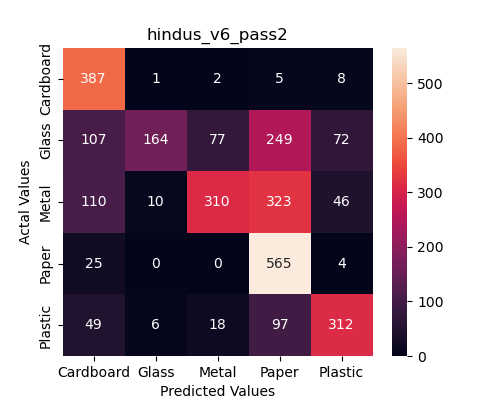 hindus_v6_pass2
Cardboard 387 1 2 5 8
Glass 107 164 77 249 72
Metal 110 10 310 323 46
Paper 25 0 0 565 4
Plastic 49 6 18 97 312
Cardboard Glass Metal Paper Plastic
Predicted Values
Actal Values
500
400
300
200
100
0